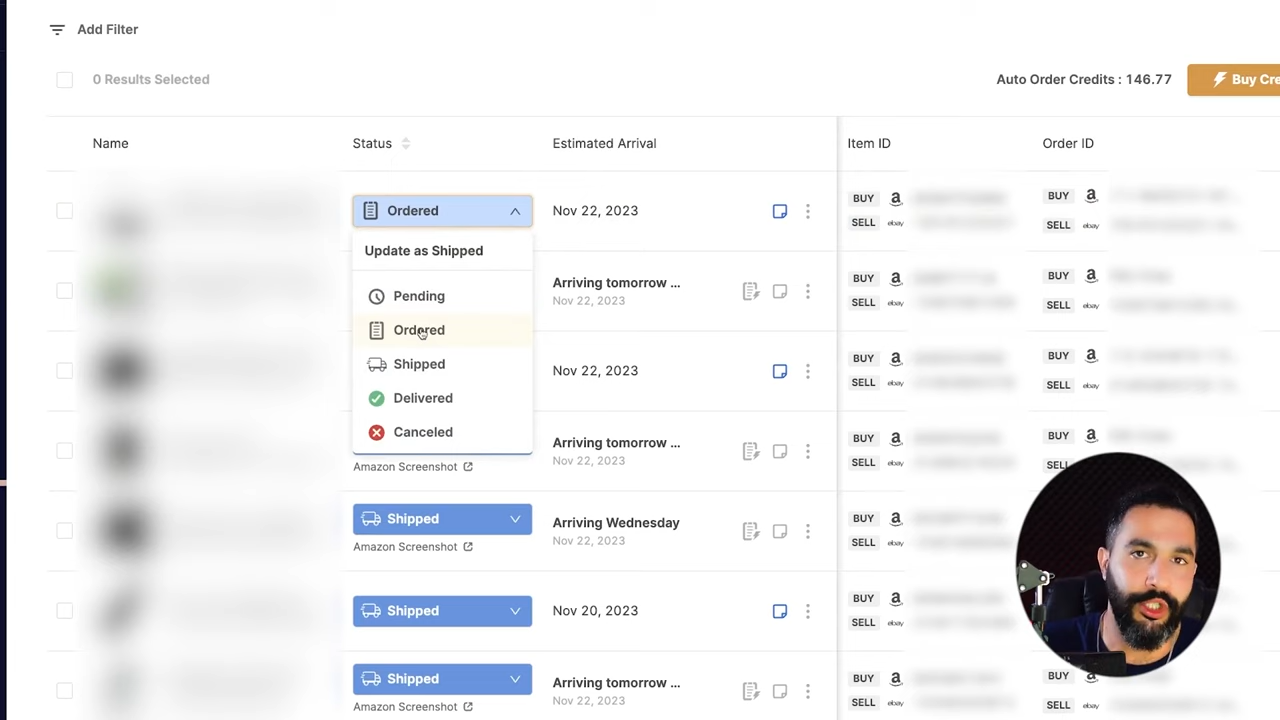 Add Filter
0 Results Selected
Auto Order Credits : 146.77
Buy Cre
Name
Status
Estimated Arrival
Item ID
Order ID
Ordered
Nov 22, 2023
BUY
a
BUY
a
SELL
ebay
SELL
ebay
Update as Shipped
Pending
Ordered
Shipped
Delivered
Canceled
Arriving tomorrow ...
Nov 22, 2023
BUY
a
BUY
a
SELL
ebay
SELL
ebay
Nov 22, 2023
BUY
a
BUY
a
SELL
ebay
SELL
ebay
Amazon Screenshot
Arriving tomorrow ...
Nov 22, 2023
BUY
a
BUY
a
SELL
ebay
SELL
Shipped
Amazon Screenshot
Arriving Wednesday
Nov 22, 2023
BUY
a
SELL
ebay
Shipped
Nov 20, 2023
BUY
a
SELL
ebay
Shipped
Amazon Screenshot
Arriving tomorrow ...
Nov 22, 2023
BUY
a
BUY
a
SELL
ebay
SELL
ebay